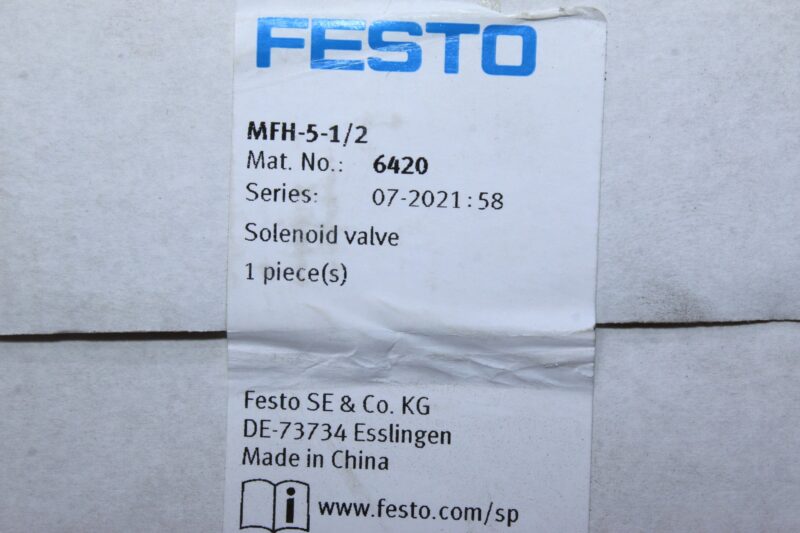 FESTO
MFH-5-1/2
Mat. No.: 6420
Series: 07-2021:58
Solenoid valve
1 piece(s)
Festo SE & Co. KG
DE-73734 Esslingen
Made in China
i www.festo.com/sp